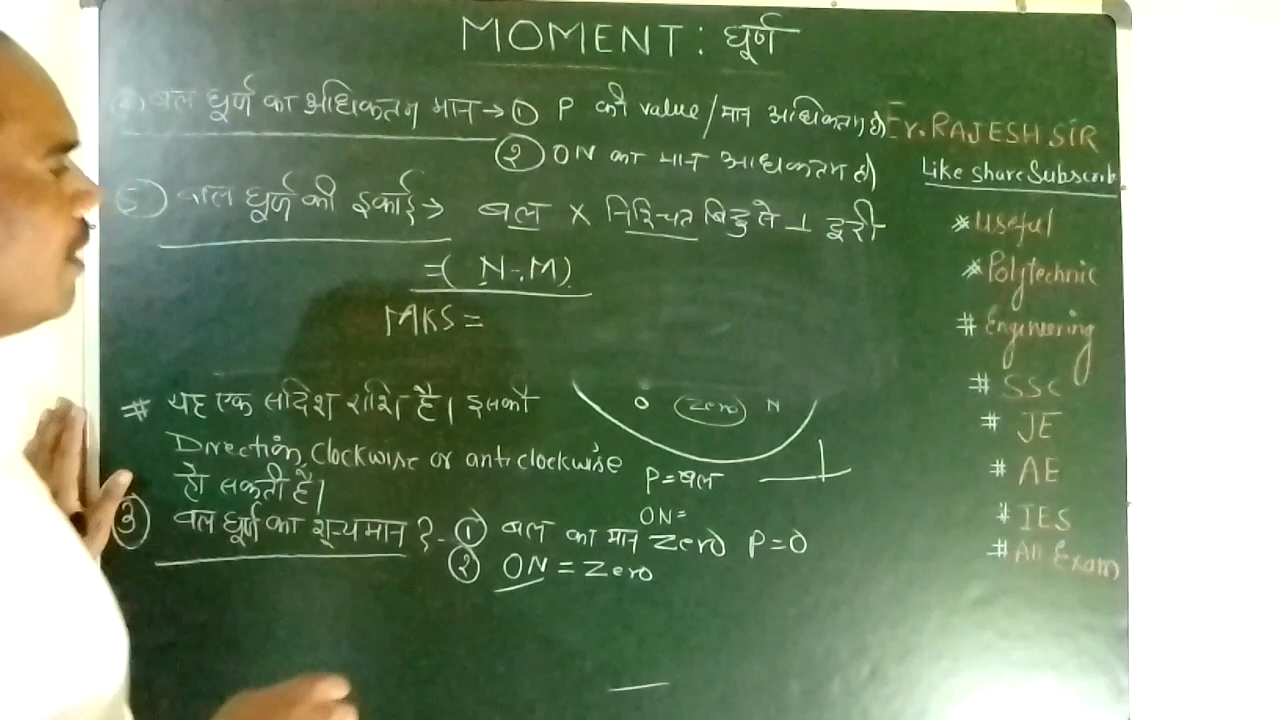 MOMENT : घूर्ण
बल घूर्ण का अधिकतम मान → ① P की value/मान अधिकतम हो
② ON का मान अधिकतम हो
Er. RAJESH SIR
Like share Subscribe
⑤ बल घूर्ण की इकाई → बल × निश्चित बिंदु से ⊥ दूरी
= ( N-M )
MKS =
# यह एक सदिश राशि है। इसकी
Direction, Clockwise or anticlockwise
हो सकती है।
O zero N
P = बल
ON =
③ बल घूर्ण का शून्य मान ?- ① बल का मान Zero P=0
② ON = Zero
* Useful
* Polytechnic
# Engineering
# SSC
# JE
# AE
# IES
# All Exam